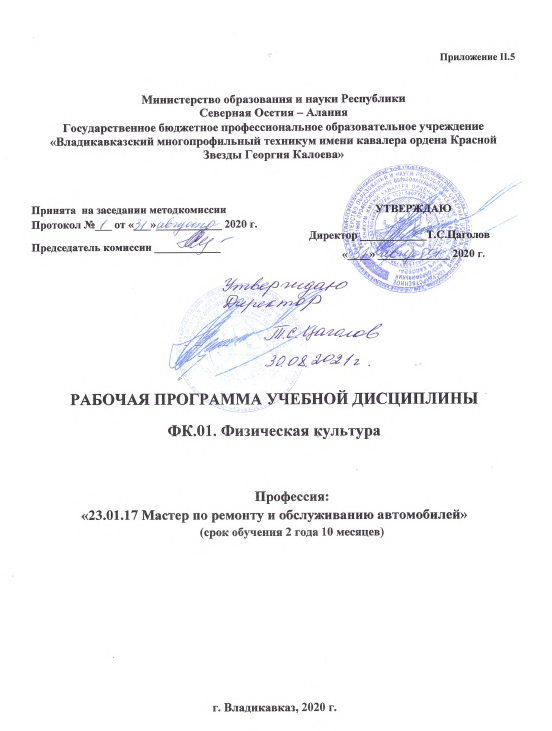 Приложение II.5
Министерство образования и науки Республики
Северная Осетия – Алания
Государственное бюджетное профессиональное образовательное учреждение
«Владикавказский многопрофильный техникум имени кавалера ордена Красной
Звезды Георгия Калоева»
Принята на заседании методкомиссии
УТВЕРЖДАЮ
Протокол № 1 от «31» августа 2020 г.
Директор Т.С.Цаголов
Председатель комиссии
«31» августа 2020 г.
Утверждаю
Директор
Т.С.Цаголов
30.08.2021г.
РАБОЧАЯ ПРОГРАММА УЧЕБНОЙ ДИСЦИПЛИНЫ
ФК.01. Физическая культура
Профессия:
«23.01.17 Мастер по ремонту и обслуживанию автомобилей»
(срок обучения 2 года 10 месяцев)
г. Владикавказ, 2020 г.